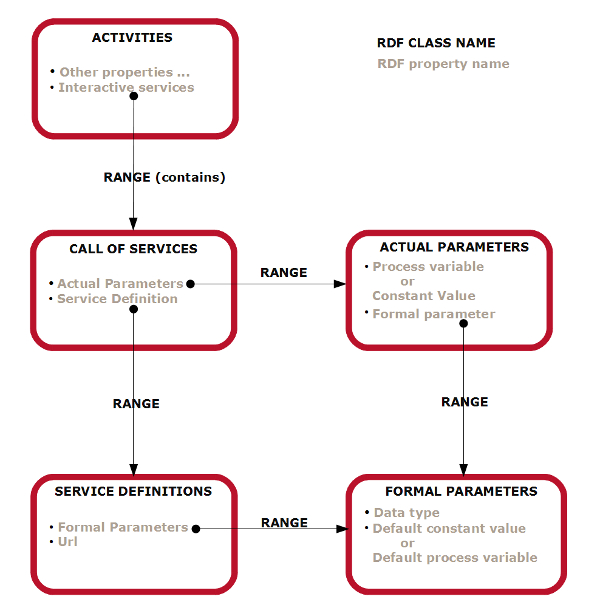 ACTIVITIES
• Other properties ...
• Interactive services
RDF CLASS NAME
RDF property name
RANGE (contains)
CALL OF SERVICES
• Actual Parameters
• Service Definition
RANGE
ACTUAL PARAMETERS
• Process variable
or
Constant Value
• Formal parameter
RANGE
RANGE
SERVICE DEFINITIONS
• Formal Parameters
• Url
RANGE
FORMAL PARAMETERS
• Data type
• Default constant value
or
Default process variable